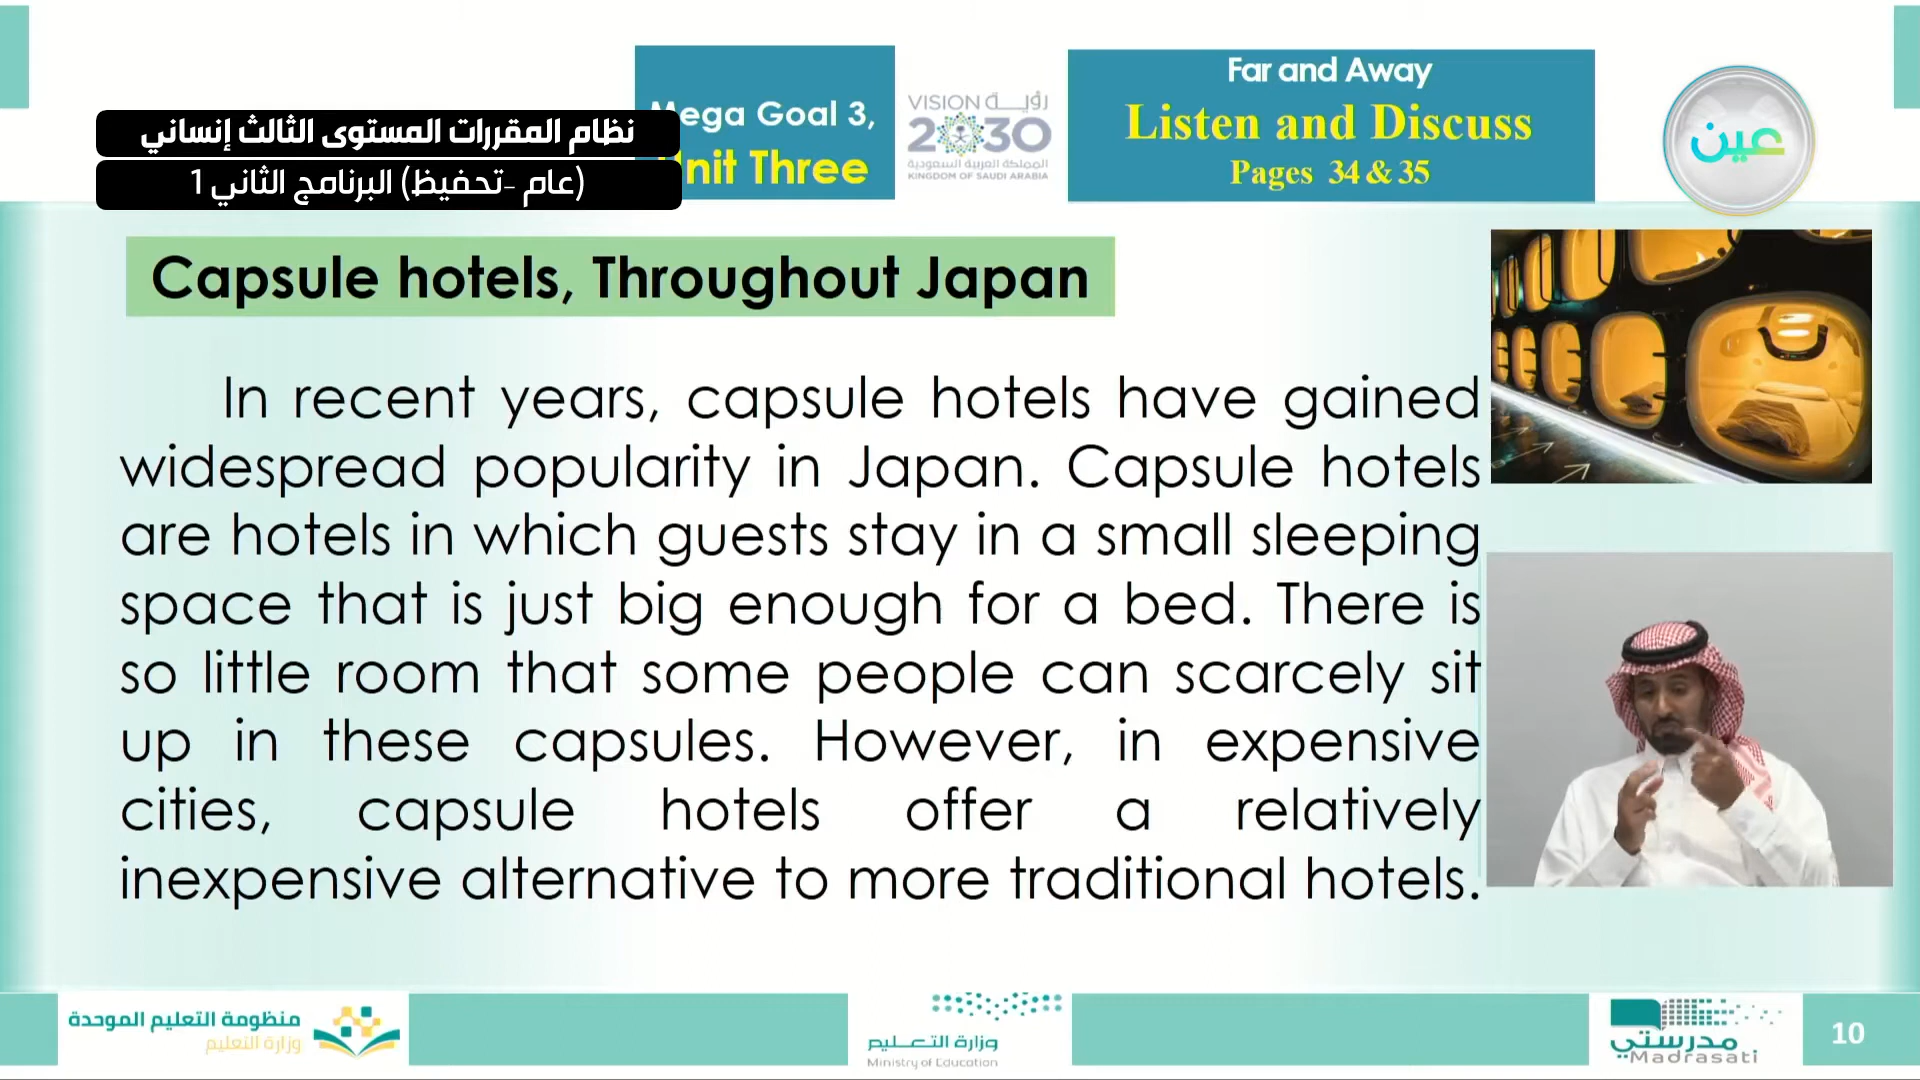 Far and Away
Mega Goal 3,
Unit Three
VISION رؤيـــة
2030
المملكة العربية السعودية
KINGDOM OF SAUDI ARABIA
Listen and Discuss
Pages 34 & 35
عين
نظام المقررات المستوى الثالث إنساني
(عام -تحفيظ) البرنامج الثاني 1
Capsule hotels, Throughout Japan
In recent years, capsule hotels have gained
widespread popularity in Japan. Capsule hotels
are hotels in which guests stay in a small sleeping
space that is just big enough for a bed. There is
so little room that some people can scarcely sit
up in these capsules. However, in expensive
cities, capsule hotels offer a relatively
inexpensive alternative to more traditional hotels.
منظومة التعليم الموحدة
وزارة التعليم
وزارة التـعـــليم
Ministry of Education
مدرستي
Madrasati
10